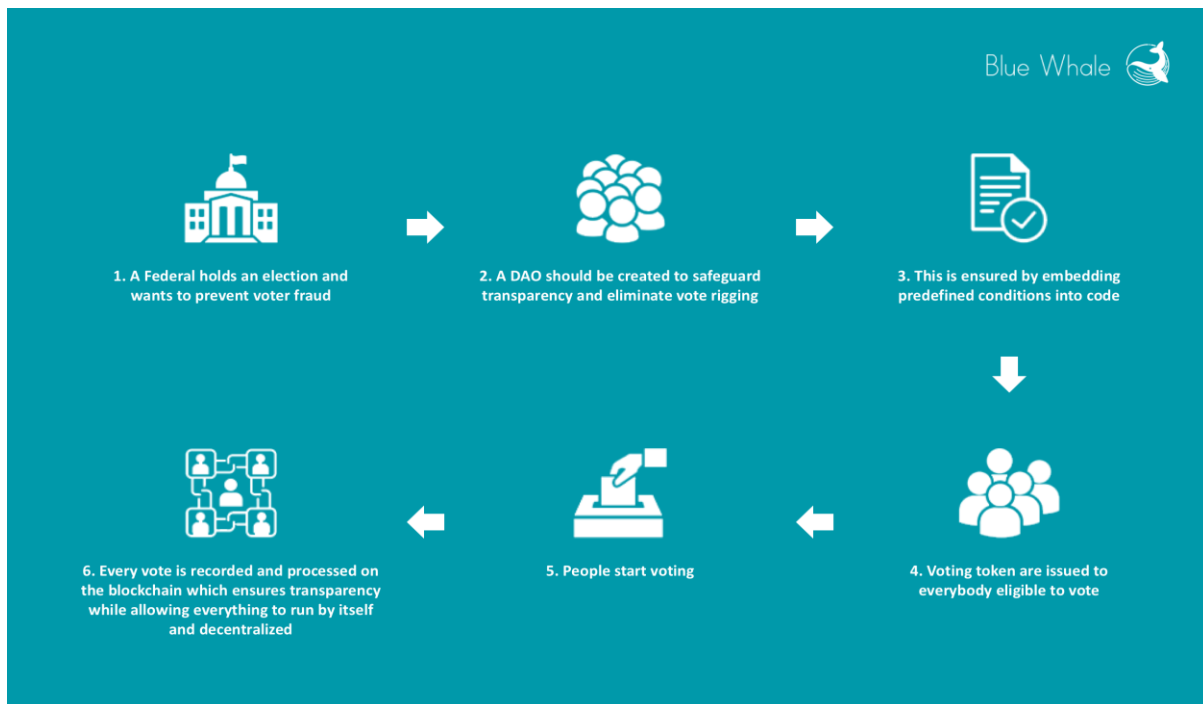 Blue Whale
1. A Federal holds an election and
wants to prevent voter fraud
2. A DAO should be created to safeguard
transparency and eliminate vote rigging
3. This is ensured by embedding
predefined conditions into code
4. Voting token are issued to
everybody eligible to vote
5. People start voting
6. Every vote is recorded and processed on
the blockchain which ensures transparency
while allowing everything to run by itself
and decentralized